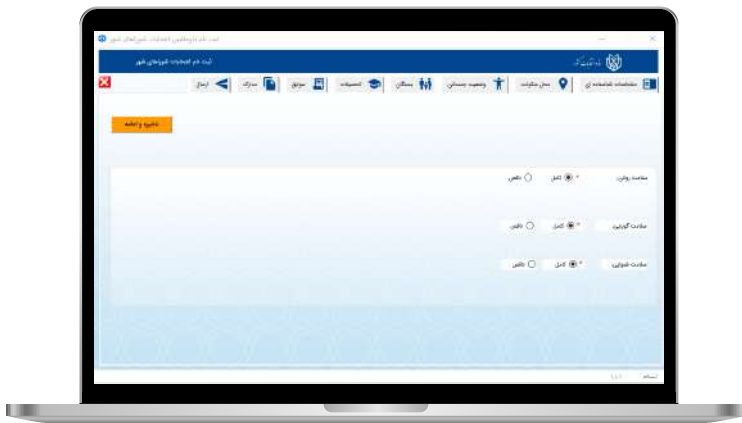 ثبت نام داوطلبین انتخابات شوراهای شهر
ثبت نام انتخابات شوراهای شهر
مشخصات شناسنامه ای
محل سکونت
وضعیت جسمانی
بستگان
تحصیلات
سوابق
مدارک
ارسال
ذخیره و ادامه
سلامت روانی:
* کامل
ناقص
سلامت گویایی:
* کامل
ناقص
سلامت شنوایی:
* کامل
ناقص
نسخه